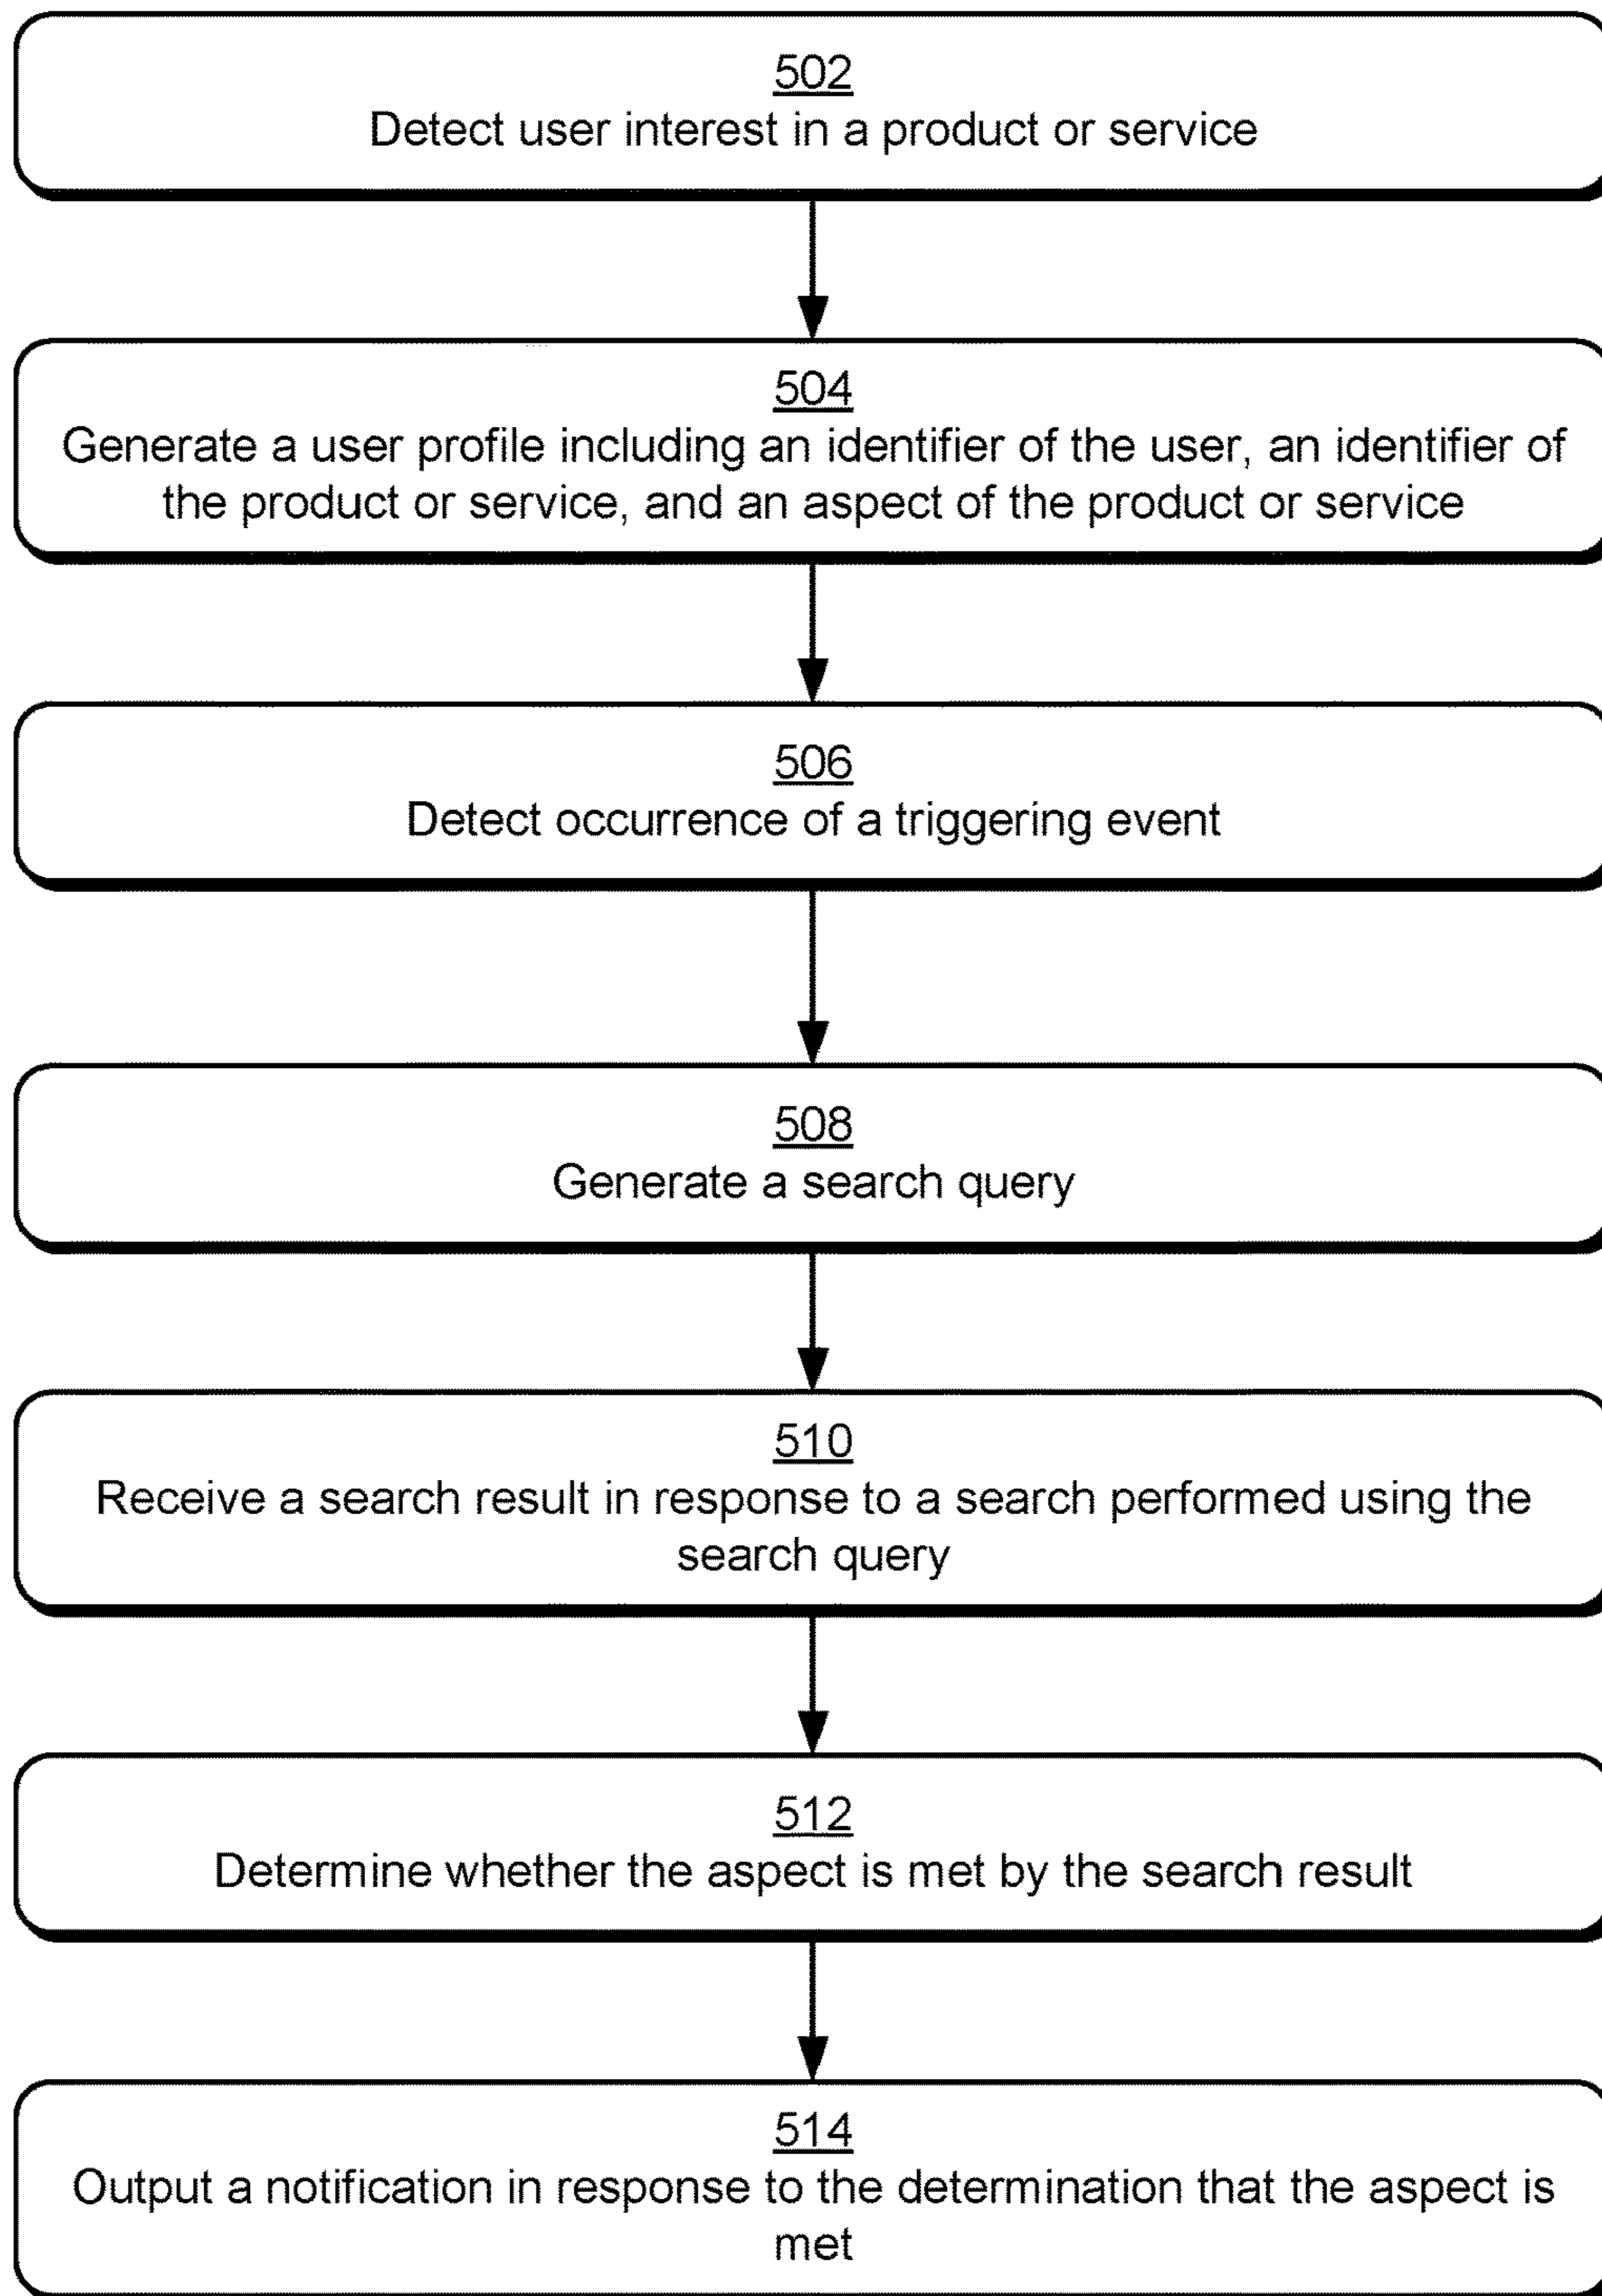 502
Detect user interest in a product or service
504
Generate a user profile including an identifier of the user, an identifier of
the product or service, and an aspect of the product or service
506
Detect occurrence of a triggering event
508
Generate a search query
510
Receive a search result in response to a search performed using the
search query
512
Determine whether the aspect is met by the search result
514
Output a notification in response to the determination that the aspect is
met